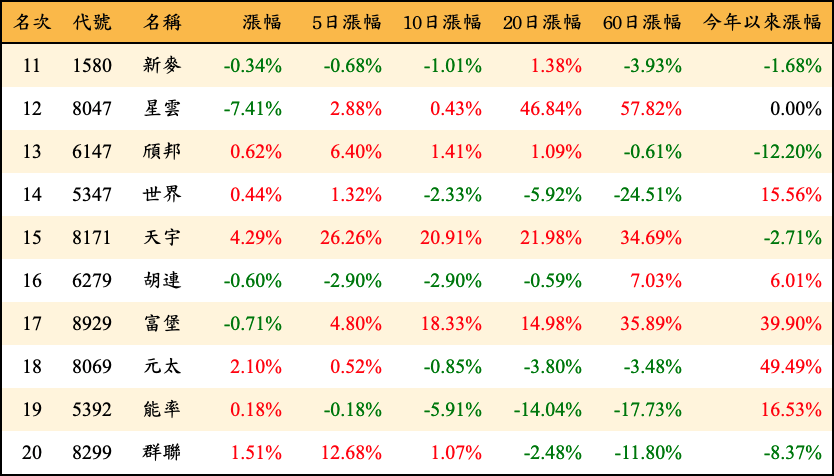 名次 代號 名稱 漲幅 5日漲幅 10日漲幅 20日漲幅 60日漲幅 今年以來漲幅
11 1580 新麥 -0.34% -0.68% -1.01% 1.38% -3.93% -1.68%
12 8047 星雲 -7.41% 2.88% 0.43% 46.84% 57.82% 0.00%
13 6147 頎邦 0.62% 6.40% 1.41% 1.09% -0.61% -12.20%
14 5347 世界 0.44% 1.32% -2.33% -5.92% -24.51% 15.56%
15 8171 天宇 4.29% 26.26% 20.91% 21.98% 34.69% -2.71%
16 6279 胡連 -0.60% -2.90% -2.90% -0.59% 7.03% 6.01%
17 8929 富堡 -0.71% 4.80% 18.33% 14.98% 35.89% 39.90%
18 8069 元太 2.10% 0.52% -0.85% -3.80% -3.48% 49.49%
19 5392 能率 0.18% -0.18% -5.91% -14.04% -17.73% 16.53%
20 8299 群聯 1.51% 12.68% 1.07% -2.48% -11.80% -8.37%